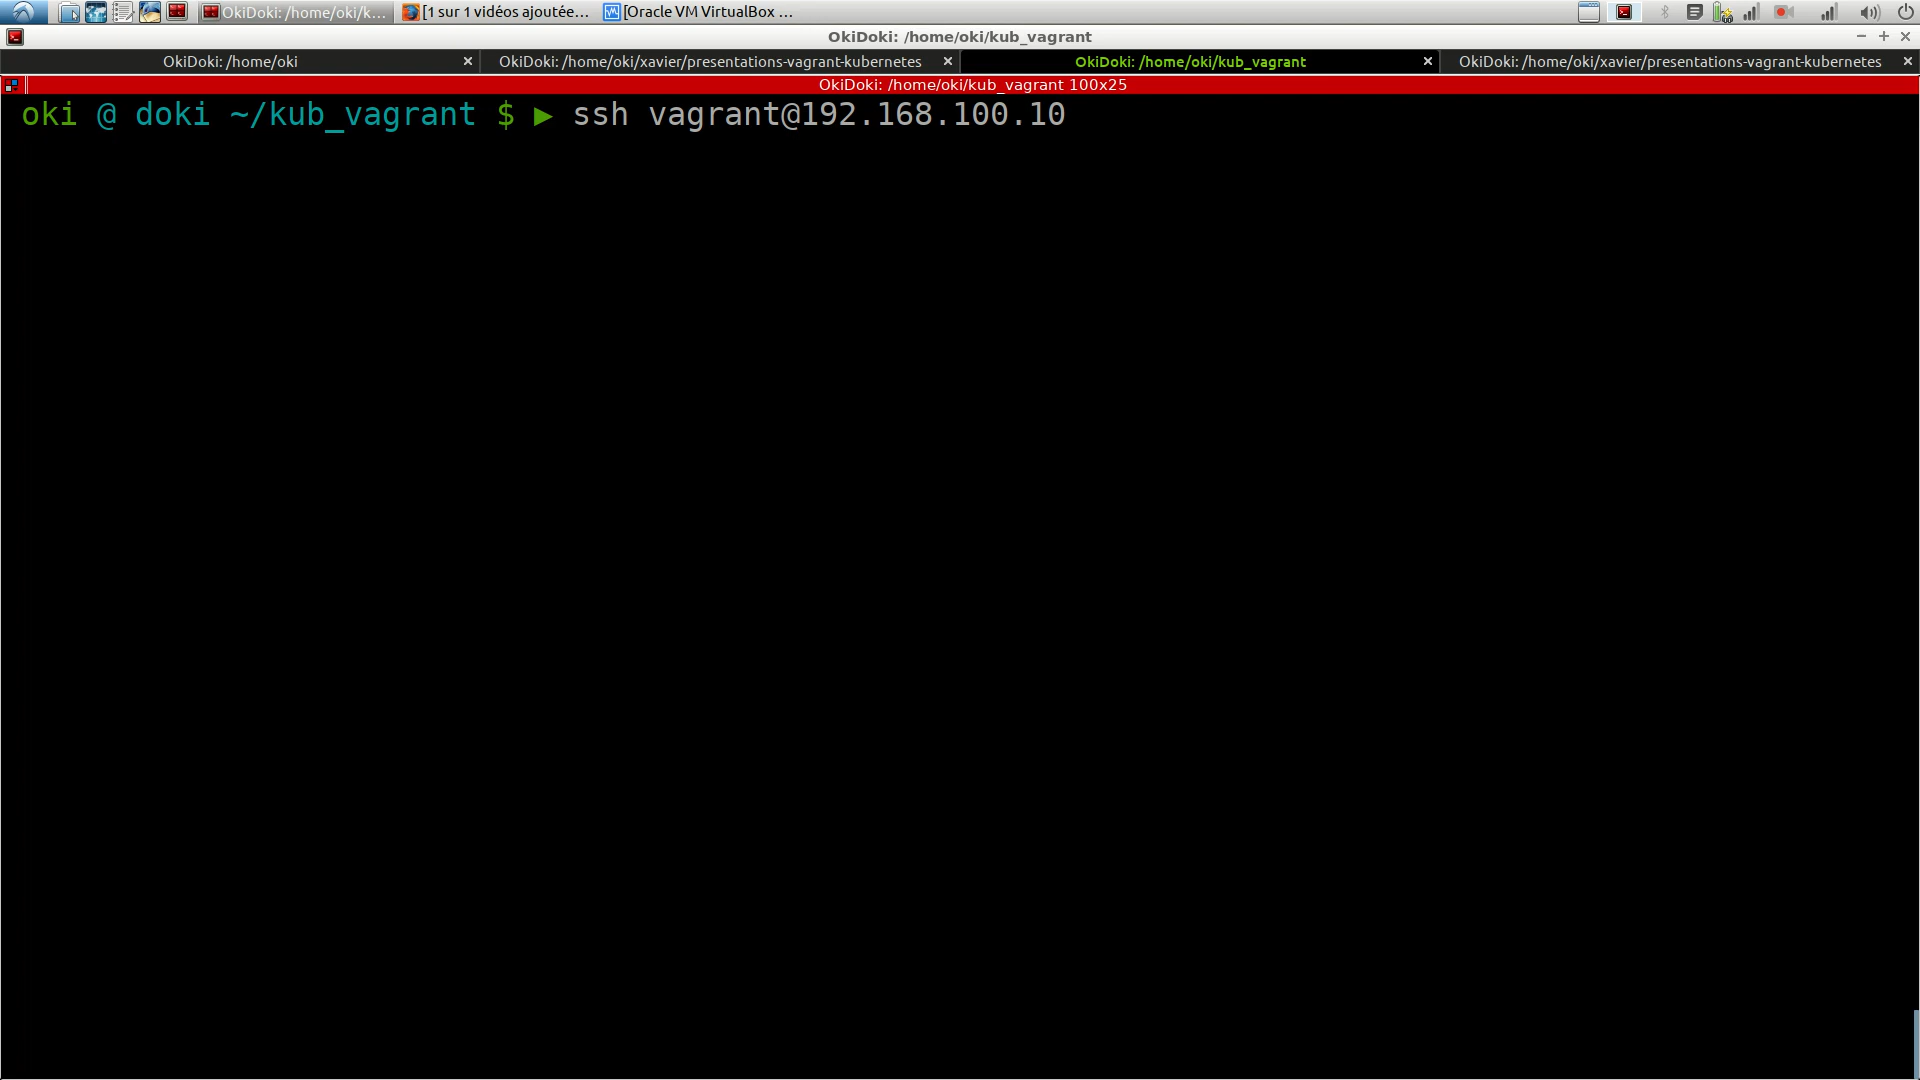 OkiDoki: /home/oki/k... [1 sur 1 vidéos ajoutée... [Oracle VM VirtualBox ...
OkiDoki: /home/oki/kub_vagrant
OkiDoki: /home/oki OkiDoki: /home/oki/xavier/presentations-vagrant-kubernetes OkiDoki: /home/oki/kub_vagrant OkiDoki: /home/oki/xavier/presentations-vagrant-kubernetes
OkiDoki: /home/oki/kub_vagrant 100x25
oki @ doki ~/kub_vagrant $ ▶ ssh vagrant@192.168.100.10